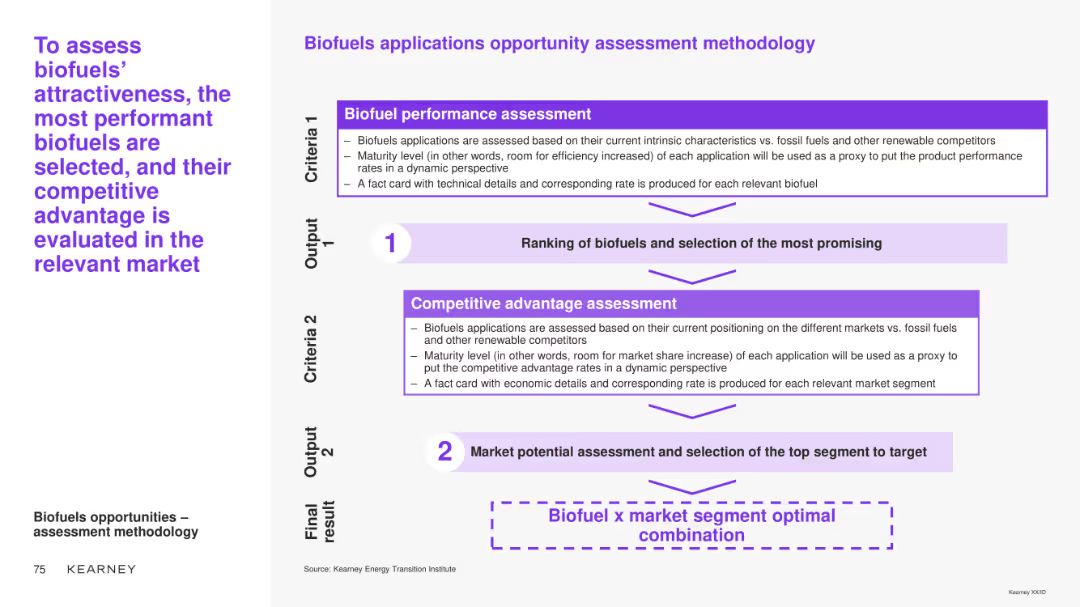 To assess
biofuels’
attractiveness, the
most performant
biofuels are
selected, and their
competitive
advantage is
evaluated in the
relevant market
Biofuels opportunities –
assessment methodology
75 KEARNEY
Biofuels applications opportunity assessment methodology
Criteria 1
Biofuel performance assessment
– Biofuels applications are assessed based on their current intrinsic characteristics vs. fossil fuels and other renewable competitors
– Maturity level (in other words, room for efficiency increased) of each application will be used as a proxy to put the product performance
rates in a dynamic perspective
– A fact card with technical details and corresponding rate is produced for each relevant biofuel
Output
1
1 Ranking of biofuels and selection of the most promising
Criteria 2
Competitive advantage assessment
– Biofuels applications are assessed based on their current positioning on the different markets vs. fossil fuels
and other renewable competitors
– Maturity level (in other words, room for market share increase) of each application will be used as a proxy to
put the competitive advantage rates in a dynamic perspective
– A fact card with economic details and corresponding rate is produced for each relevant market segment
Output
2
2 Market potential assessment and selection of the top segment to target
Final
result
Biofuel x market segment optimal
combination
Source: Kearney Energy Transition Institute
Kearney